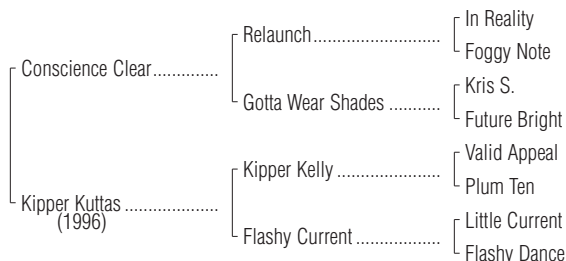 In Reality
Relaunch
Foggy Note
Conscience Clear
Kris S.
Gotta Wear Shades
Future Bright
Valid Appeal
Kipper Kelly
Plum Ten
Kipper Kuttas
(1996)
Little Current
Flashy Current
Flashy Dance